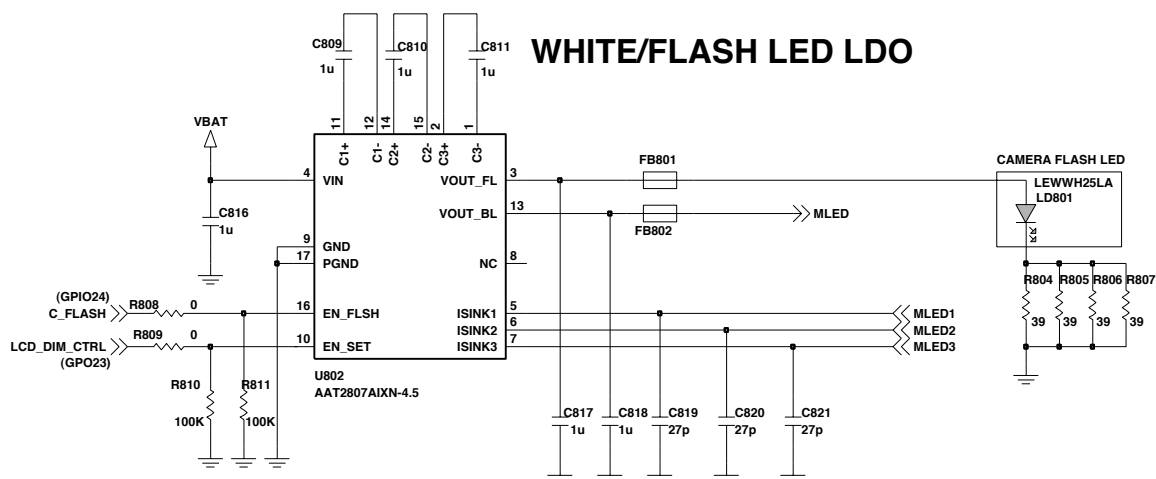 WHITE/FLASH LED LDO
C809
1u
C810
1u
C811
1u
11
12
14
15
2
1
C1+
C1-
C2+
C2-
C3+
C3-
VBAT
4
VIN
C816
1u
9
GND
17
PGND
(GPIO24)
C_FLASH
R808
0
16
EN_FLSH
LCD_DIM_CTRL
(GPO23)
R809
0
10
EN_SET
R810
100K
R811
100K
U802
AAT2807AIXN-4.5
VOUT_FL
3
FB801
VOUT_BL
13
FB802
MLED
NC
8
ISINK1
5
MLED1
ISINK2
6
MLED2
ISINK3
7
MLED3
C817
1u
C818
1u
C819
27p
C820
27p
C821
27p
CAMERA FLASH LED
LEWWH25LA
LD801
R804
39
R805
39
R806
39
R807
39